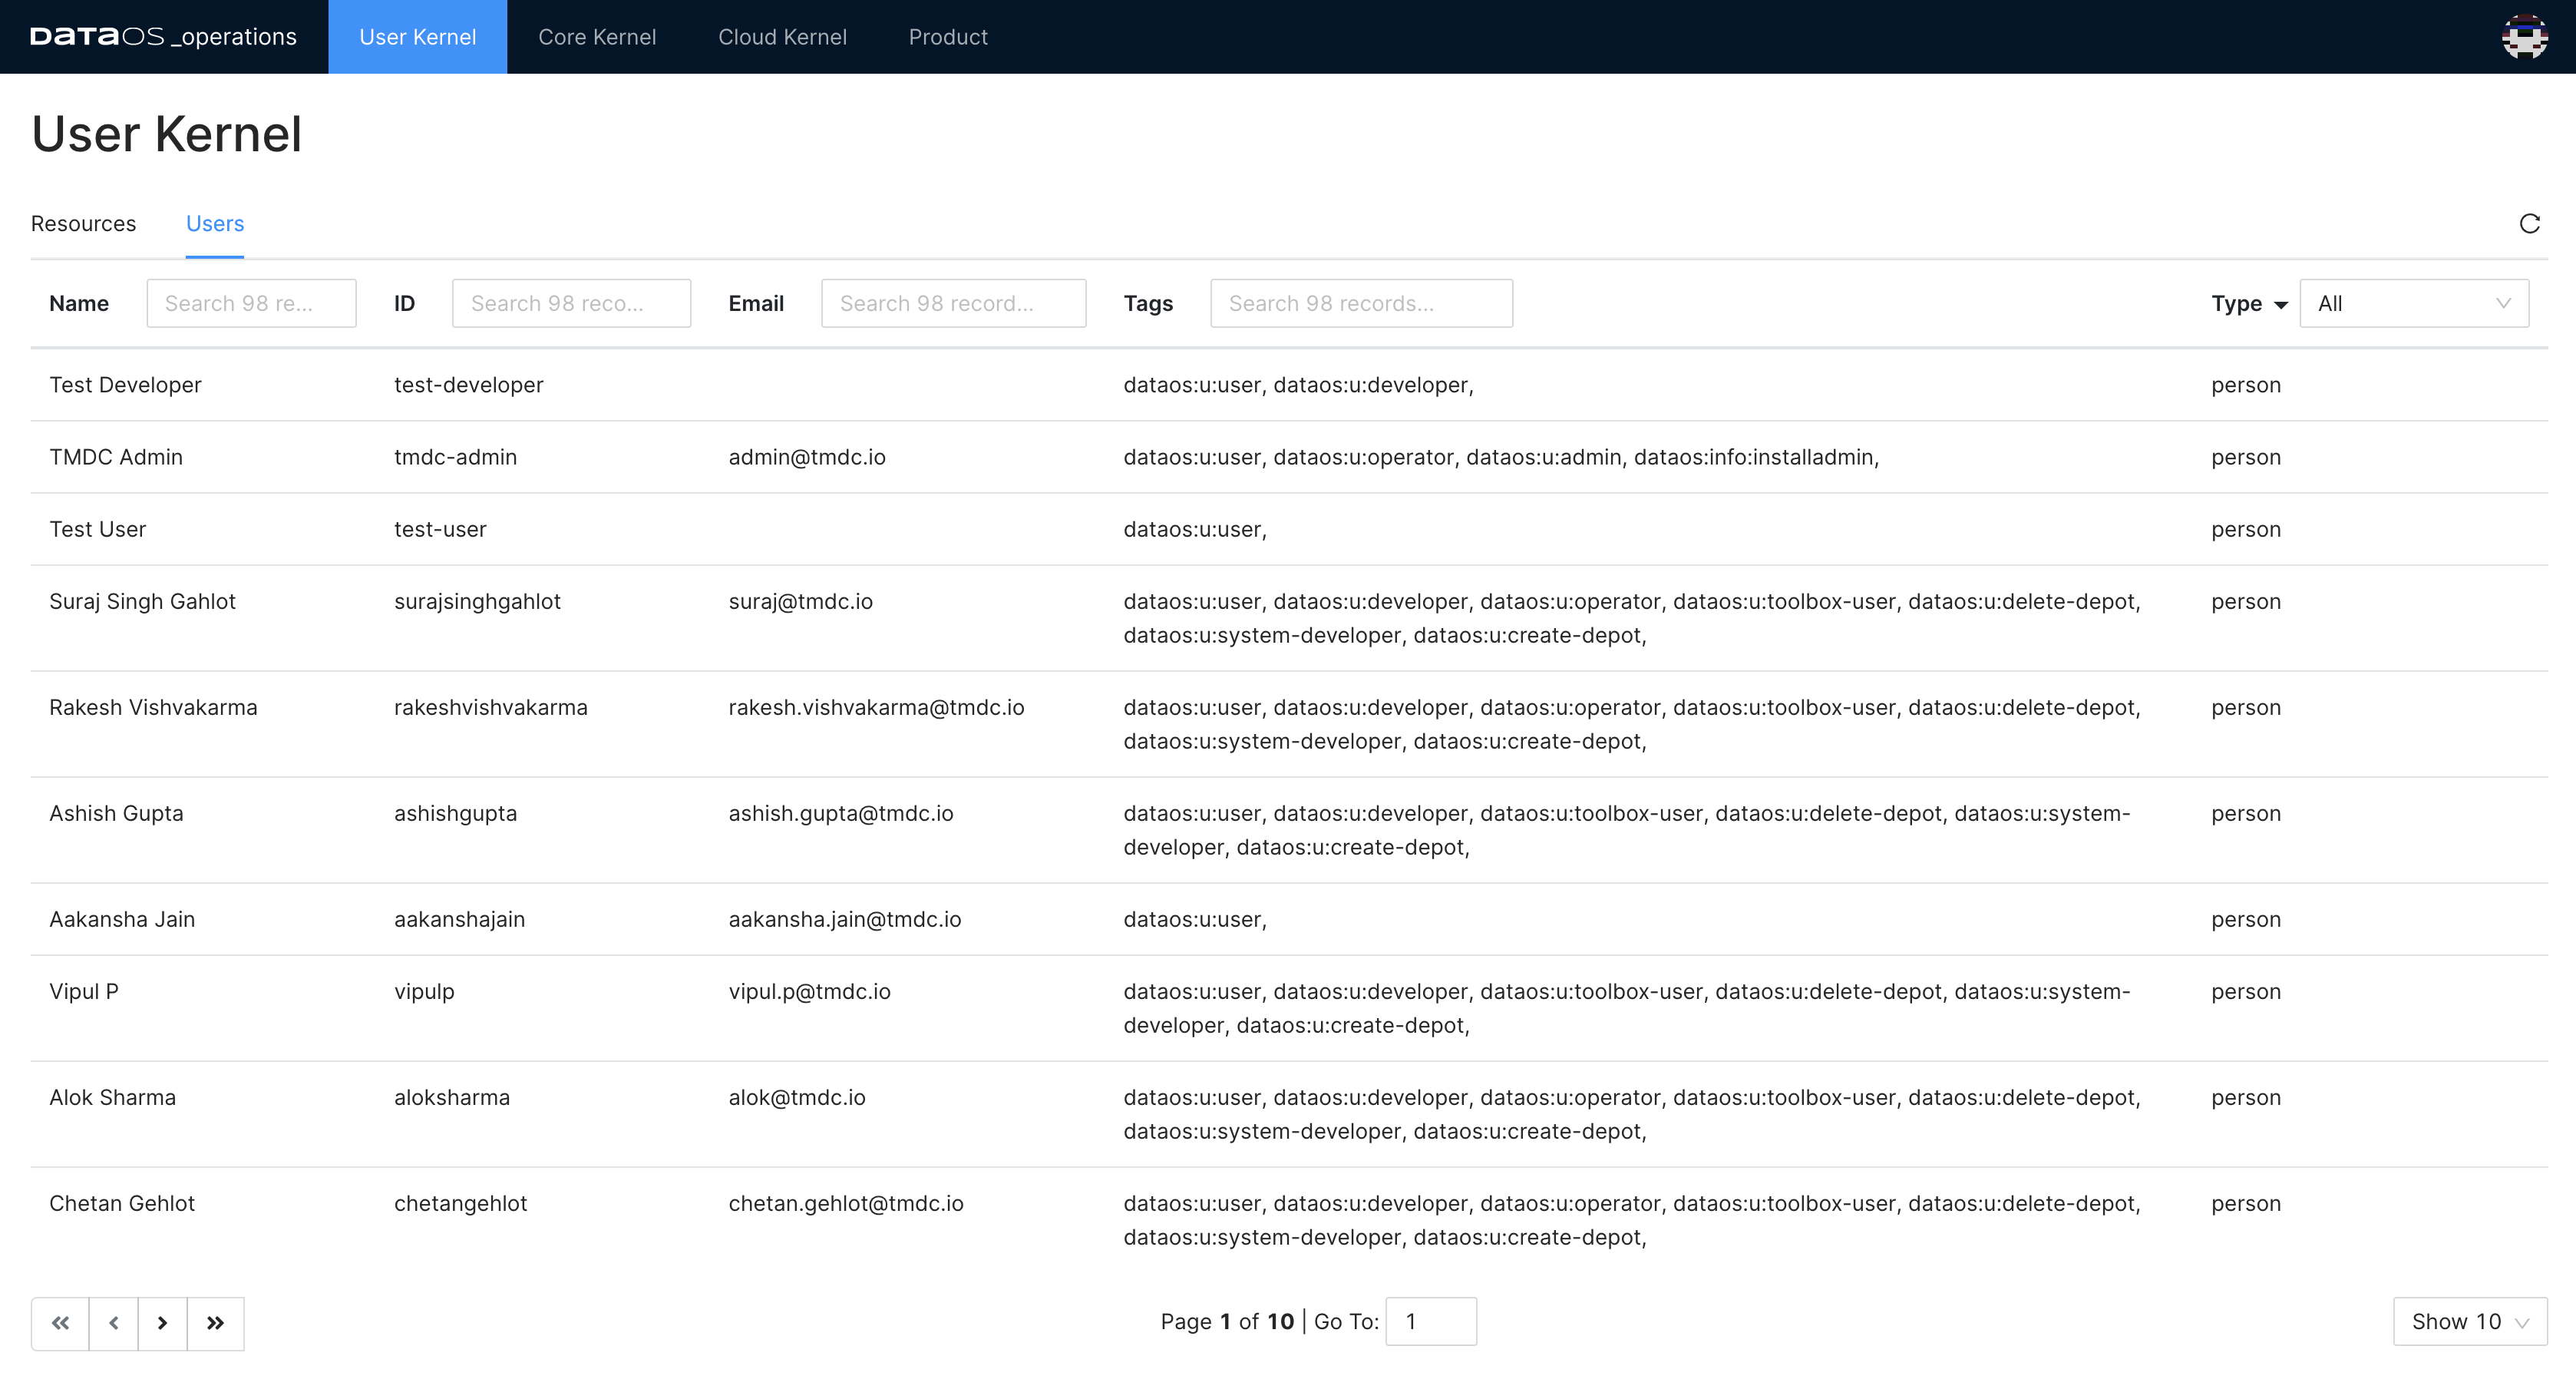 DATAOS _operations User Kernel Core Kernel Cloud Kernel Product
User Kernel
Resources Users
Name Search 98 re... ID Search 98 reco... Email Search 98 record... Tags Search 98 records... Type All
Test Developer test-developer dataos:u:user, dataos:u:developer, person
TMDC Admin tmdc-admin admin@tmdc.io dataos:u:user, dataos:u:operator, dataos:u:admin, dataos:info:installadmin, person
Test User test-user dataos:u:user, person
Suraj Singh Gahlot surajsinghgahlot suraj@tmdc.io dataos:u:user, dataos:u:developer, dataos:u:operator, dataos:u:toolbox-user, dataos:u:delete-depot, person
dataos:u:system-developer, dataos:u:create-depot,
Rakesh Vishvakarma rakeshvishvakarma rakesh.vishvakarma@tmdc.io dataos:u:user, dataos:u:developer, dataos:u:operator, dataos:u:toolbox-user, dataos:u:delete-depot, person
dataos:u:system-developer, dataos:u:create-depot,
Ashish Gupta ashishgupta ashish.gupta@tmdc.io dataos:u:user, dataos:u:developer, dataos:u:toolbox-user, dataos:u:delete-depot, dataos:u:system- person
developer, dataos:u:create-depot,
Aakansha Jain aakanshajain aakansha.jain@tmdc.io dataos:u:user, person
Vipul P vipulp vipul.p@tmdc.io dataos:u:user, dataos:u:developer, dataos:u:toolbox-user, dataos:u:delete-depot, dataos:u:system- person
developer, dataos:u:create-depot,
Alok Sharma aloksharma alok@tmdc.io dataos:u:user, dataos:u:developer, dataos:u:operator, dataos:u:toolbox-user, dataos:u:delete-depot, person
dataos:u:system-developer, dataos:u:create-depot,
Chetan Gehlot chetangehlot chetan.gehlot@tmdc.io dataos:u:user, dataos:u:developer, dataos:u:operator, dataos:u:toolbox-user, dataos:u:delete-depot, person
dataos:u:system-developer, dataos:u:create-depot,
Page 1 of 10 | Go To: 1 Show 10